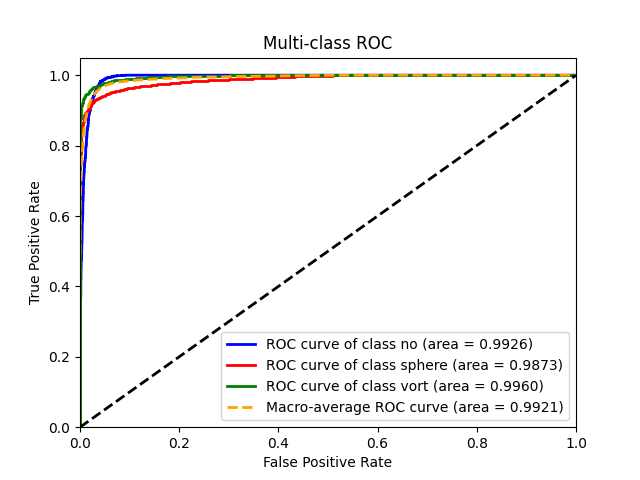 Multi-class ROC
True Positive Rate
1.0
0.8
0.6
0.4
0.2
0.0
ROC curve of class no (area = 0.9926)
ROC curve of class sphere (area = 0.9873)
ROC curve of class vort (area = 0.9960)
Macro-average ROC curve (area = 0.9921)
0.0 0.2 0.4 0.6 0.8 1.0
False Positive Rate